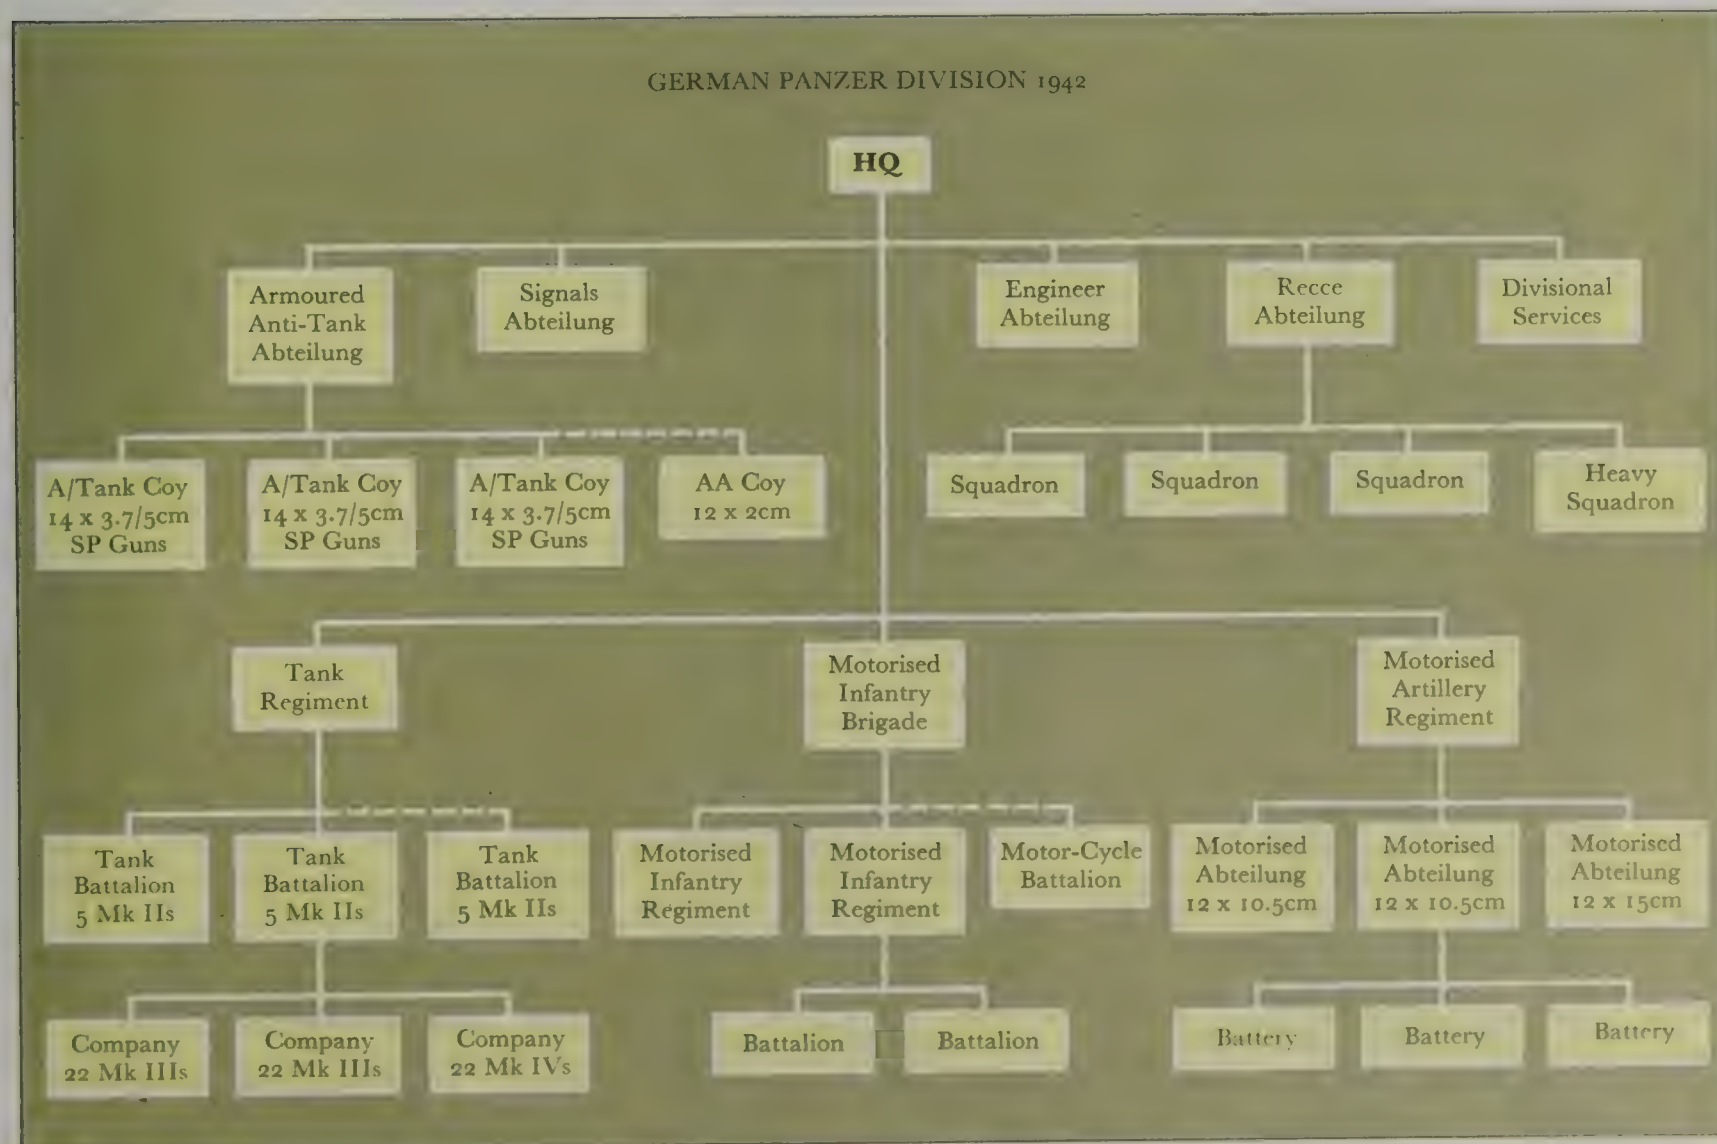 GERMAN PANZER DIVISION 1942
HQ
Armoured
Anti-Tank
Abteilung
Signals
Abteilung
Engineer
Abteilung
Recce
Abteilung
Divisional
Services
A/Tank Coy
14 x 3.7/5cm
SP Guns
A/Tank Coy
14 x 3.7/5cm
SP Guns
A/Tank Coy
14 x 3.7/5cm
SP Guns
AA Coy
12 x 2cm
Squadron
Squadron
Squadron
Heavy
Squadron
Tank
Regiment
Motorised
Infantry
Brigade
Motorised
Artillery
Regiment
Tank
Battalion
5 Mk IIs
Tank
Battalion
5 Mk IIs
Tank
Battalion
5 Mk IIs
Motorised
Infantry
Regiment
Motorised
Infantry
Regiment
Motor-Cycle
Battalion
Motorised
Abteilung
12 x 10.5cm
Motorised
Abteilung
12 x 10.5cm
Motorised
Abteilung
12 x 15cm
Company
22 Mk IIIs
Company
22 Mk IIIs
Company
22 Mk IVs
Battalion
Battalion
Battery
Battery
Battery